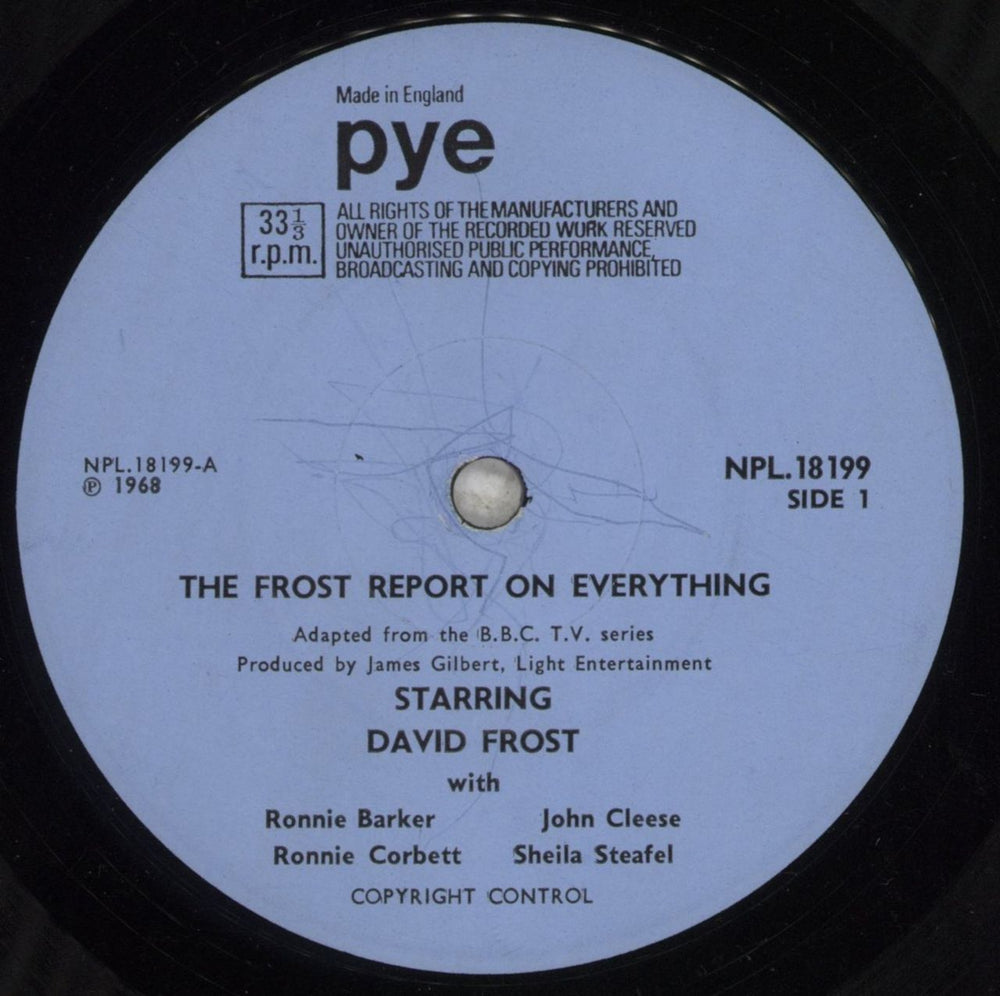 Made in England
pye
33 1/3
r.p.m.
ALL RIGHTS OF THE MANUFACTURERS AND
OWNER OF THE RECORDED WORK RESERVED
UNAUTHORISED PUBLIC PERFORMANCE,
BROADCASTING AND COPYING PROHIBITED
NPL.18199-A
℗ 1968
NPL.18199
SIDE 1
THE FROST REPORT ON EVERYTHING
Adapted from the B.B.C. T.V. series
Produced by James Gilbert, Light Entertainment
STARRING
DAVID FROST
with
Ronnie Barker John Cleese
Ronnie Corbett Sheila Steafel
COPYRIGHT CONTROL